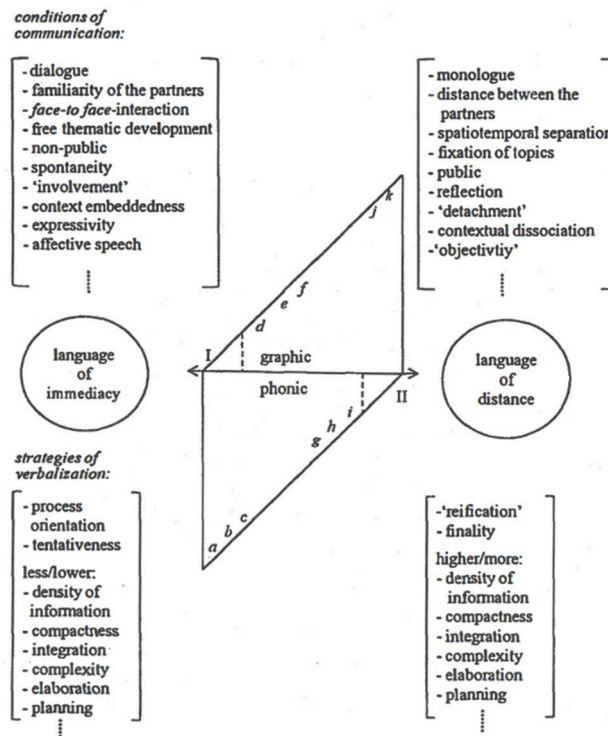 conditions of
communication:
- dialogue
- familiarity of the partners
- face-to face-interaction
- free thematic development
- non-public
- spontaneity
- ‘involvement’
- context embeddedness
- expressivity
- affective speech
- monologue
- distance between the
partners
- spatiotemporal separation
- fixation of topics
- public
- reflection
- ‘detachment’
- contextual dissociation
-‘objectivtiy’
k
j
f
e
d
I
graphic
phonic
II
i
h
g
c
b
a
language
of
immediacy
language
of
distance
strategies of
verbalization:
- process
orientation
- tentativeness
less/lower:
- density of
information
- compactness
- integration
- complexity
- elaboration
- planning
-‘reification’
- finality
higher/more:
- density of
information
- compactness
- integration
- complexity
- elaboration
- planning